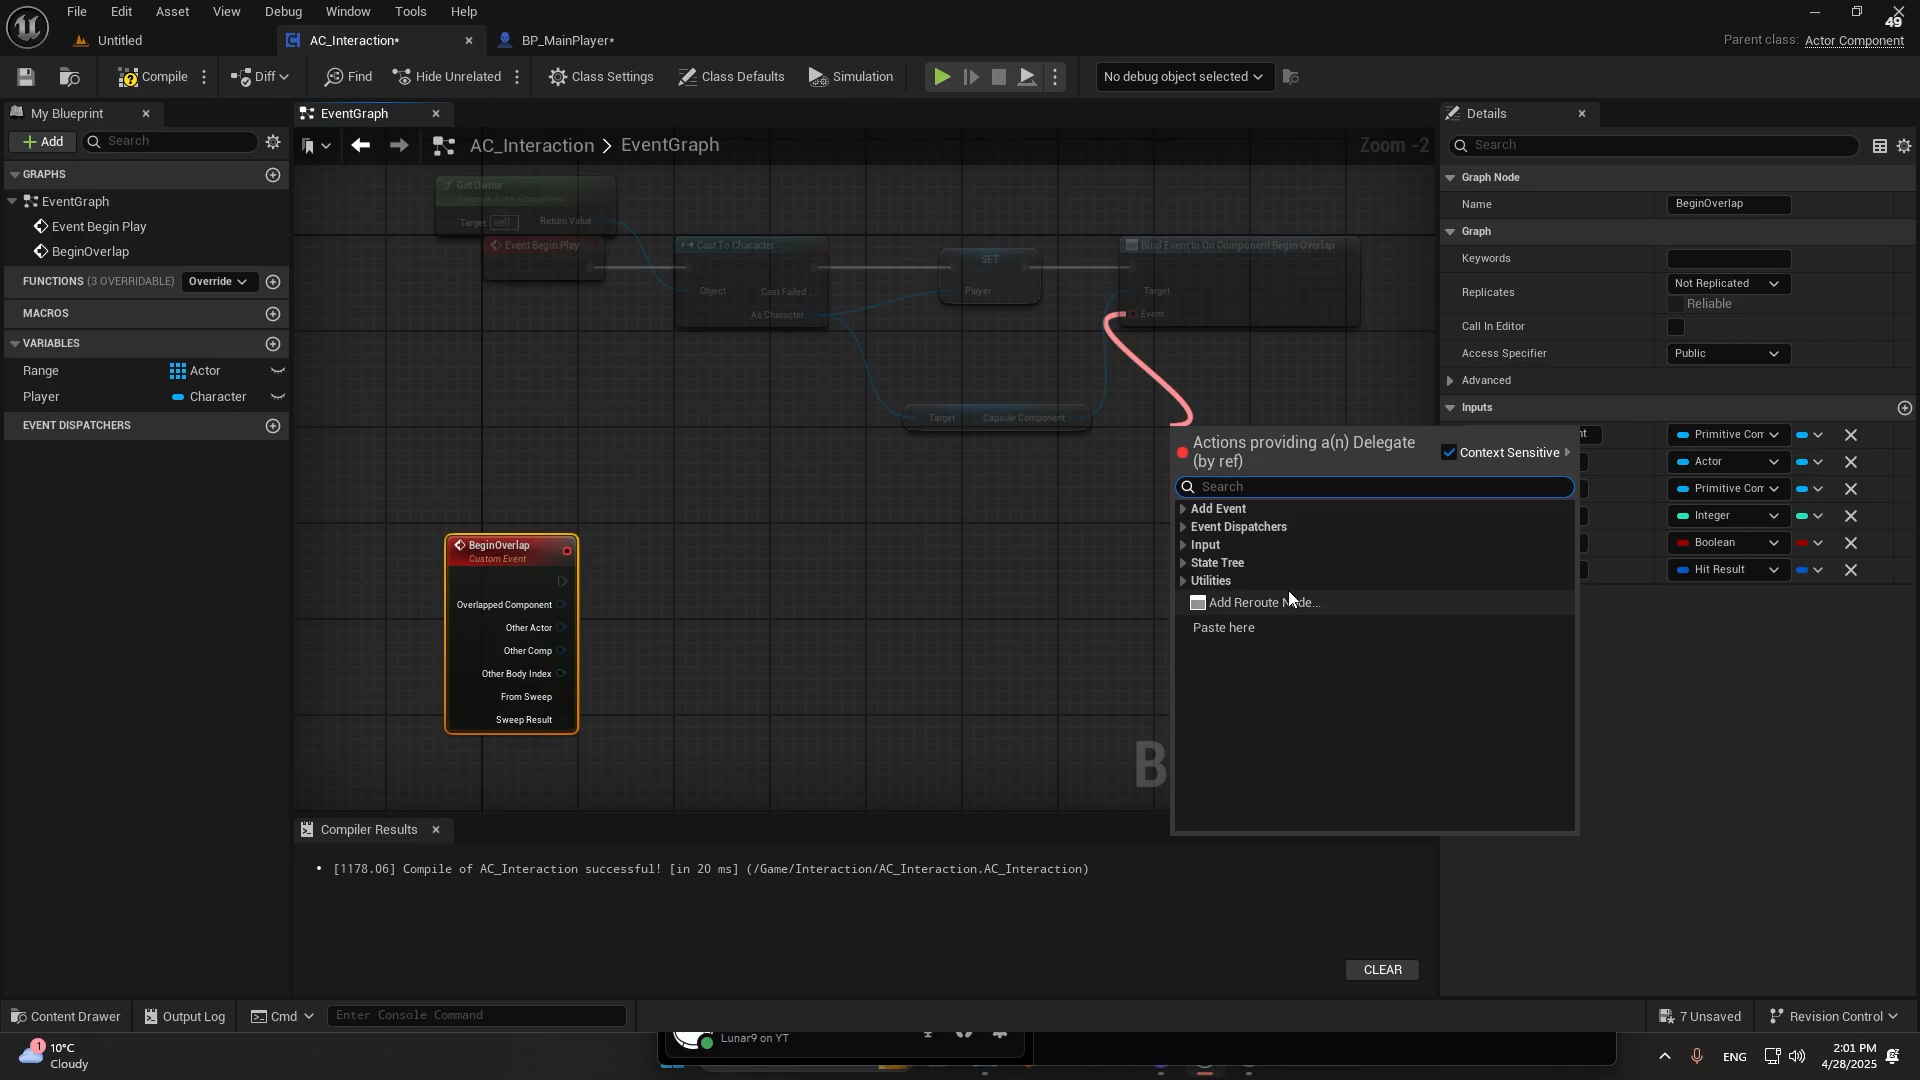 File Edit Asset View Debug Window Tools Help
49
Untitled
AC_Interaction*
BP_MainPlayer*
Parent class: Actor Component
Compile
Diff
Find
Hide Unrelated
Class Settings
Class Defaults
Simulation
No debug object selected
My Blueprint
EventGraph
Details
Add
Search
AC_Interaction > EventGraph
Zoom -2
Search
GRAPHS
EventGraph
Event Begin Play
BeginOverlap
FUNCTIONS (3 OVERRIDABLE) Override
MACROS
VARIABLES
Range Actor
Player Character
EVENT DISPATCHERS
Get Owner
Target is Actor Component
Target self Return Value
Event Begin Play
Cast To Character
Object Cast Failed
As Character
SET
Player
Bind Event to On Component Begin Overlap
Target
Event
Target Capsule Component
BeginOverlap
Custom Event
Overlapped Component
Other Actor
Other Comp
Other Body Index
From Sweep
Sweep Result
B
Actions providing a(n) Delegate
(by ref)
Context Sensitive
Search
Add Event
Event Dispatchers
Input
State Tree
Utilities
Add Reroute Node...
Paste here
Graph Node
Name BeginOverlap
Graph
Keywords
Replicates Not Replicated
Reliable
Call In Editor
Access Specifier Public
Advanced
Inputs
nt Primitive Com
Actor
Primitive Com
Integer
Boolean
Hit Result
Compiler Results
[1178.06] Compile of AC_Interaction successful! [in 20 ms] (/Game/Interaction/AC_Interaction.AC_Interaction)
CLEAR
Content Drawer
Output Log
Cmd
Enter Console Command
7 Unsaved
Revision Control
1
10°C
Cloudy
Lunar9 on YT
ENG
2:01 PM
4/28/2025